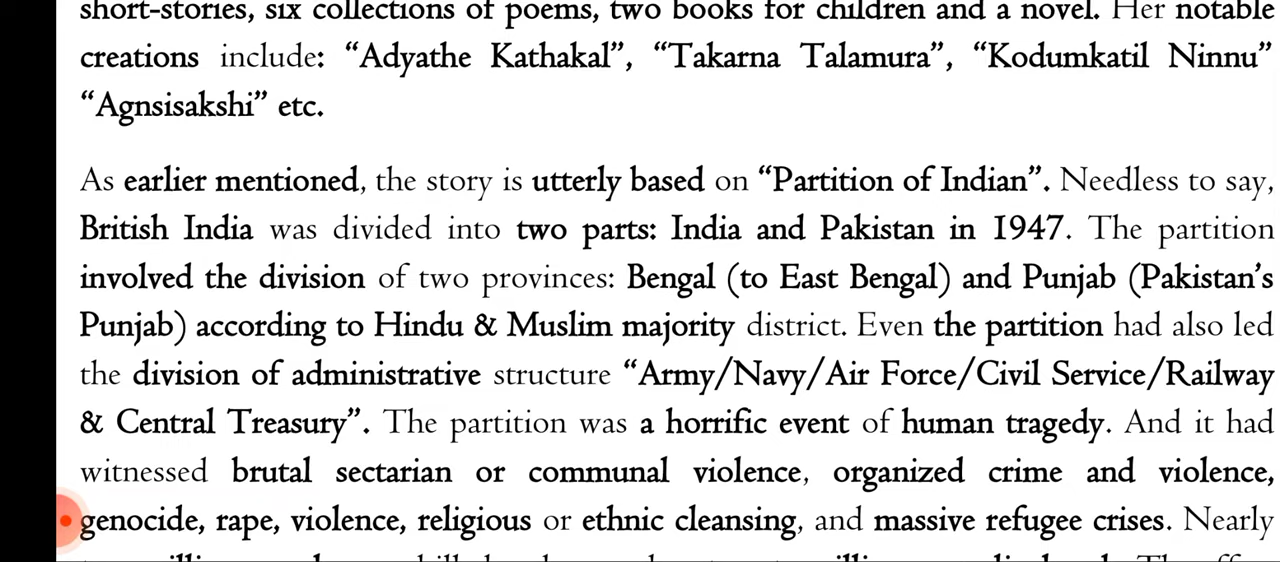 short-stories, six collections of poems, two books for children and a novel. Her notable
creations include: “Adyathe Kathakal”, “Takarna Talamura”, “Kodumkatil Ninnu”
“Agnsisakshi” etc.
As earlier mentioned, the story is utterly based on “Partition of Indian”. Needless to say,
British India was divided into two parts: India and Pakistan in 1947. The partition
involved the division of two provinces: Bengal (to East Bengal) and Punjab (Pakistan’s
Punjab) according to Hindu & Muslim majority district. Even the partition had also led
the division of administrative structure “Army/Navy/Air Force/Civil Service/Railway
& Central Treasury”. The partition was a horrific event of human tragedy. And it had
witnessed brutal sectarian or communal violence, organized crime and violence,
genocide, rape, violence, religious or ethnic cleansing, and massive refugee crises. Nearly